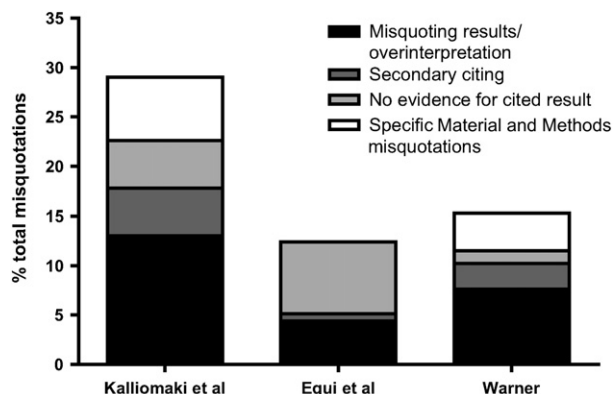 Misquoting results/
overinterpretation
Secondary citing
No evidence for cited result
Specific Material and Methods
misquotations
% total misquotations
35
30
25
20
15
10
5
0
Kalliomaki et al
Egui et al
Warner